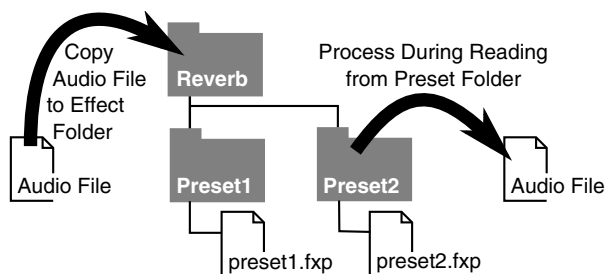 Copy
Audio File
to Effect
Folder
Reverb
Process During Reading
from Preset Folder
Audio File
Preset1
Preset2
Audio File
preset1.fxp
preset2.fxp